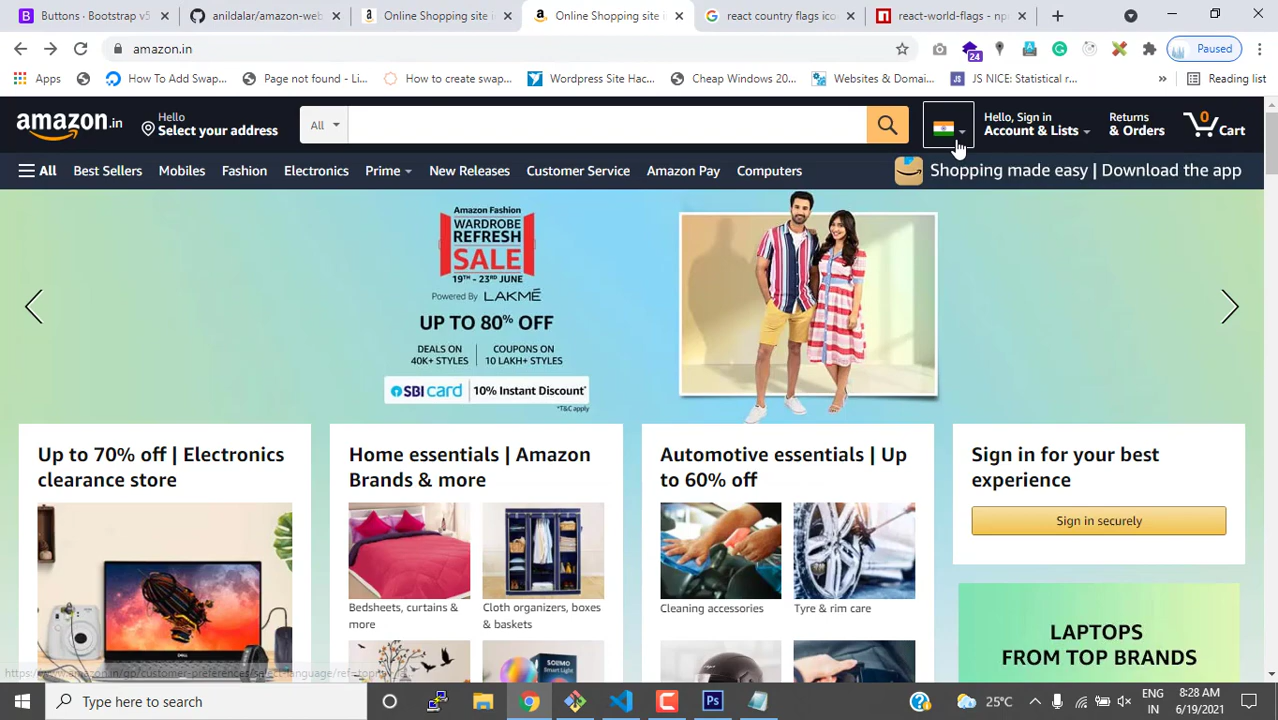 Buttons · Bootstrap v5
anildalar/amazon-web
Online Shopping site i
Online Shopping site i
react country flags ico
react-world-flags - npm
amazon.in
24
Paused
Apps
How To Add Swap...
Page not found - Li...
How to create swap...
Wordpress Site Hac...
Cheap Windows 20...
Websites & Domai...
JS NICE: Statistical r...
»
Reading list
amazon.in
Hello
Select your address
All
Hello, Sign in
Account & Lists
Returns
& Orders
0
Cart
All
Best Sellers
Mobiles
Fashion
Electronics
Prime
New Releases
Customer Service
Amazon Pay
Computers
Shopping made easy | Download the app
Amazon Fashion
WARDROBE
REFRESH
SALE
19TH - 23RD JUNE
Powered By LAKMÉ
UP TO 80% OFF
DEALS ON
40K+ STYLES
COUPONS ON
10 LAKH+ STYLES
SBI card
10% Instant Discount*
*T&C apply
Up to 70% off | Electronics
clearance store
Home essentials | Amazon
Brands & more
Bedsheets, curtains &
more
Cloth organizers, boxes
& baskets
Automotive essentials | Up
to 60% off
Cleaning accessories
Tyre & rim care
Sign in for your best
experience
Sign in securely
LAPTOPS
FROM TOP BRANDS
Type here to search
25°C
ENG
IN
8:28 AM
6/19/2021